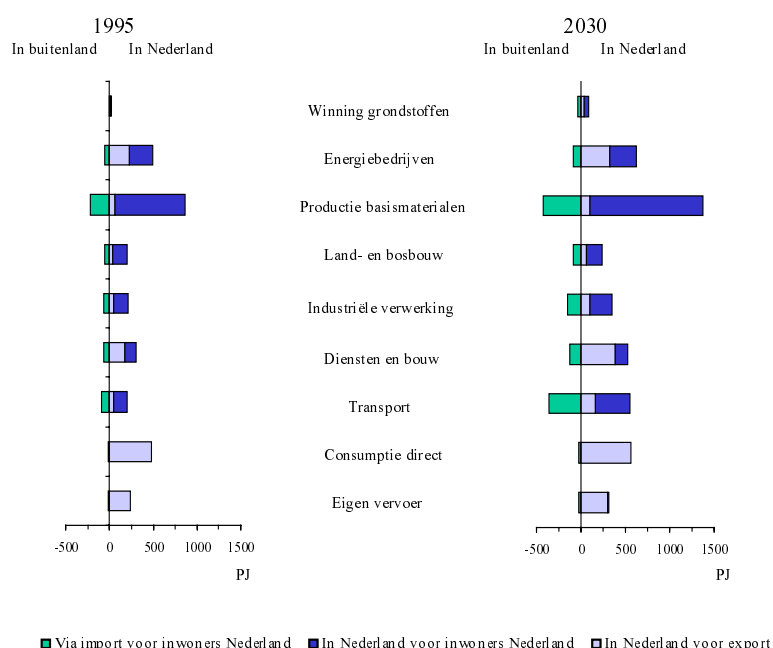 1995 2030
In buitenland In Nederland In buitenland In Nederland
Winning grondstoffen
Energiebedrijven
Productie basismaterialen
Land- en bosbouw
Industriële verwerking
Diensten en bouw
Transport
Consumptie direct
Eigen vervoer
-500 0 500 1000 1500 -500 0 500 1000 1500
PJ PJ
Via import voor inwoners Nederland In Nederland voor inwoners Nederland In Nederland voor export